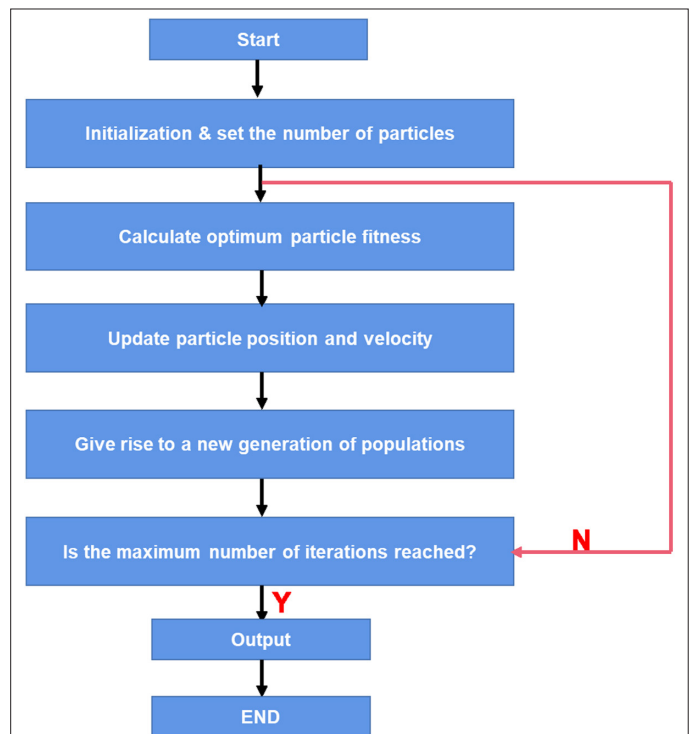 Start
Initialization & set the number of particles
Calculate optimum particle fitness
Update particle position and velocity
Give rise to a new generation of populations
Is the maximum number of iterations reached?
N
Y
Output
END